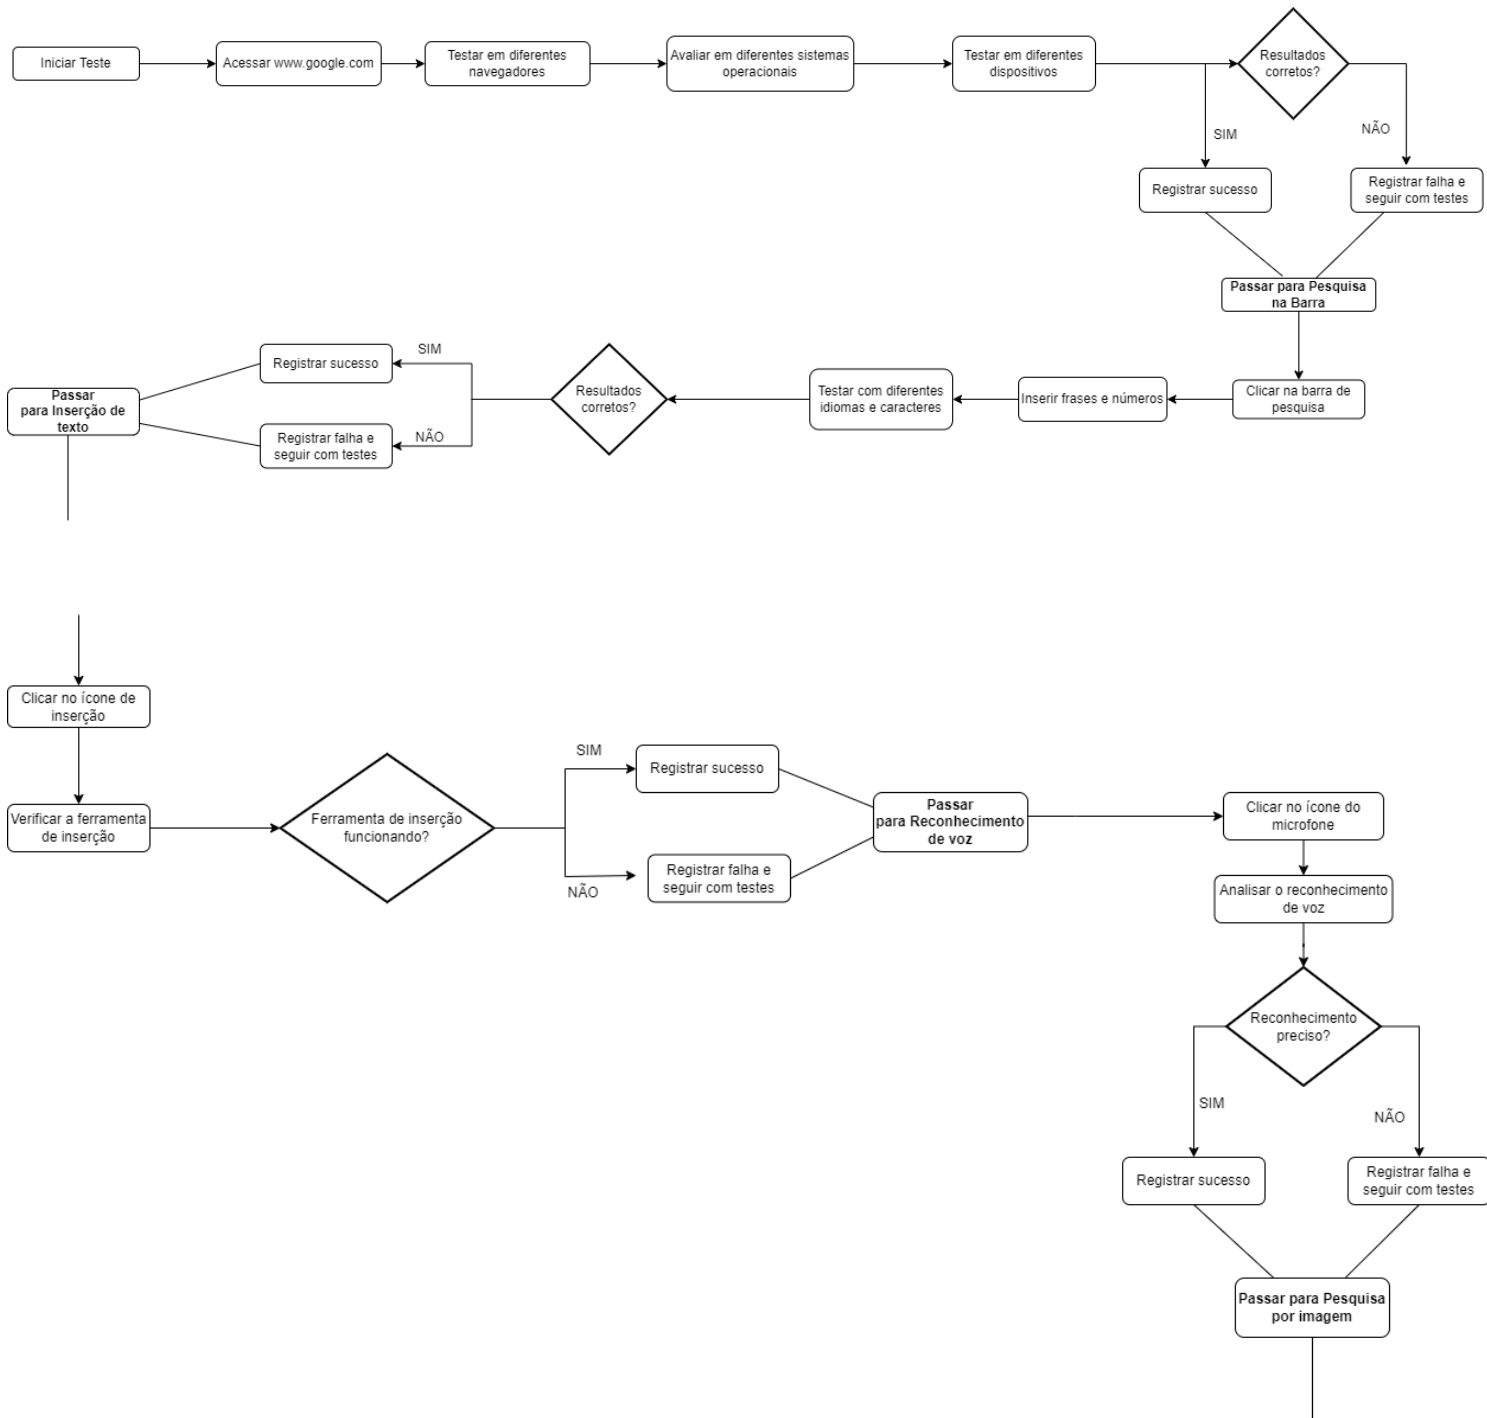 Iniciar Teste
Acessar www.google.com
Testar em diferentes
navegadores
Avaliar em diferentes sistemas
operacionais
Testar em diferentes
dispositivos
Resultados
corretos?
SIM
NÃO
Registrar sucesso
Registrar falha e
seguir com testes
Passar para Pesquisa
na Barra
Clicar na barra de
pesquisa
Inserir frases e números
Testar com diferentes
idiomas e caracteres
Resultados
corretos?
SIM
NÃO
Registrar sucesso
Registrar falha e
seguir com testes
Passar
para Inserção de
texto
Clicar no ícone de
inserção
Verificar a ferramenta
de inserção
Ferramenta de inserção
funcionando?
SIM
NÃO
Registrar sucesso
Registrar falha e
seguir com testes
Passar
para Reconhecimento
de voz
Clicar no ícone do
microfone
Analisar o reconhecimento
de voz
Reconhecimento
preciso?
SIM
NÃO
Registrar sucesso
Registrar falha e
seguir com testes
Passar para Pesquisa
por imagem